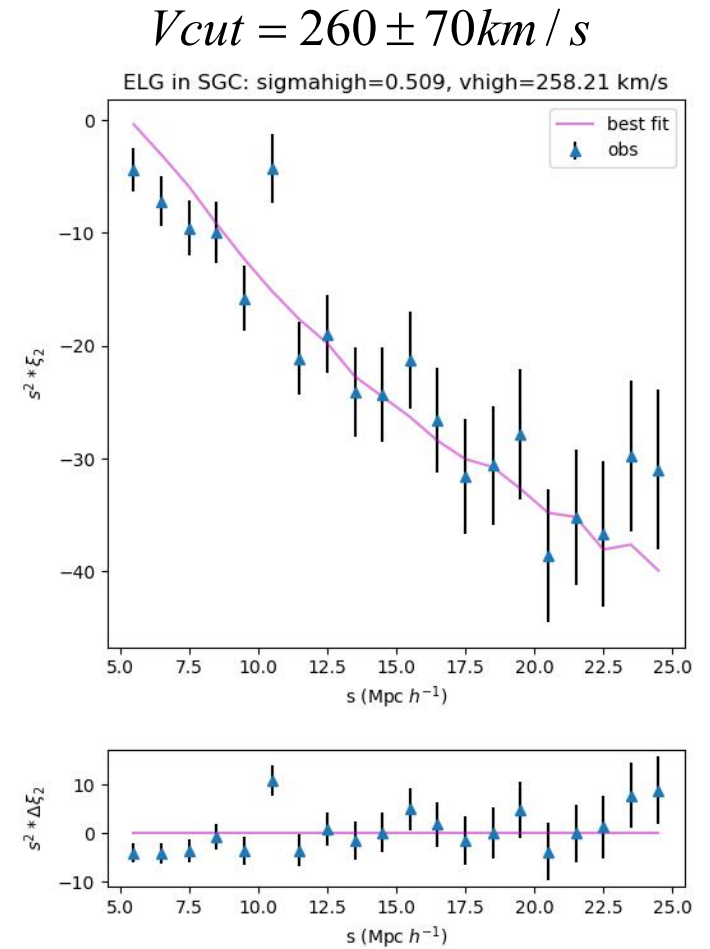 Vcut = 260 ± 70km / s
ELG in SGC: sigmahigh=0.509, vhigh=258.21 km/s
best fit
obs
0
−10
−20
−30
−40
s² * ξ₂
5.0 7.5 10.0 12.5 15.0 17.5 20.0 22.5 25.0
s (Mpc h⁻¹)
10
0
−10
s² * Δξ₂
5.0 7.5 10.0 12.5 15.0 17.5 20.0 22.5 25.0
s (Mpc h⁻¹)